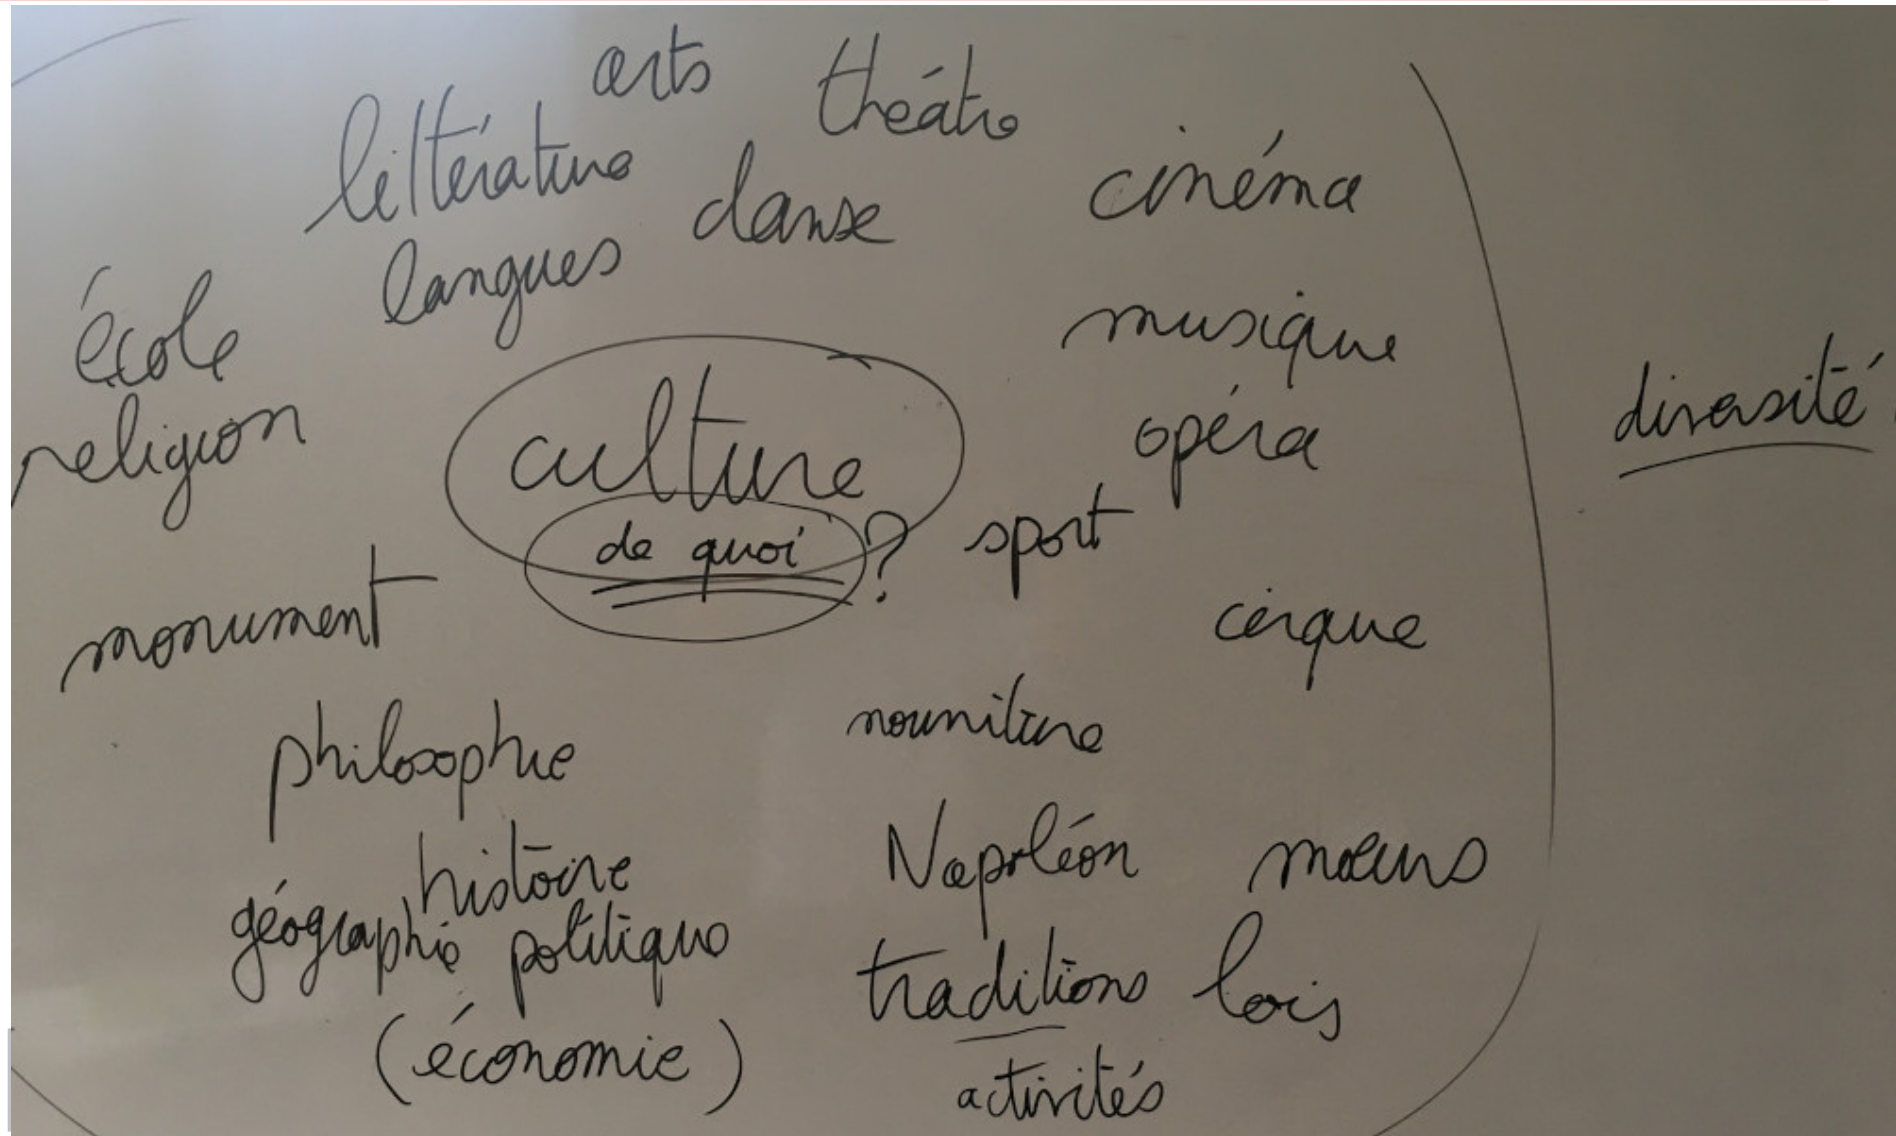 arts
théâtre
littérature
danse
cinéma
langues
école
musique
religion
culture
opéra
diversité
de quoi ?
sport
monument
cirque
philosophie
nourriture
histoire
Napoléon
mœurs
géographie
politique
traditions
lois
(économie)
activités